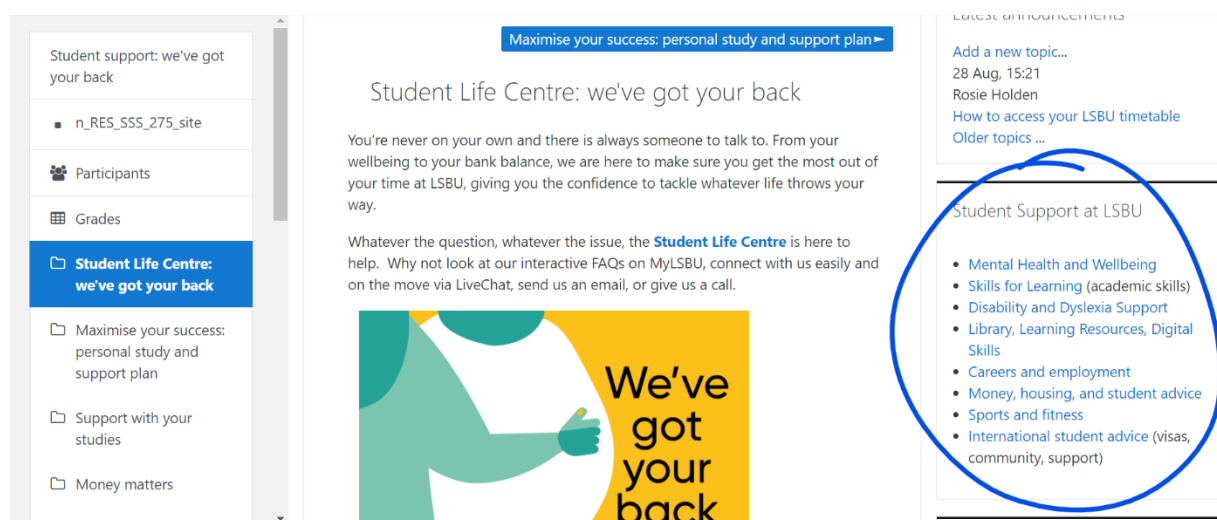 Student support: we've got
your back
n_RES_SSS_275_site
Participants
Grades
Student Life Centre:
we've got your back
Maximise your success:
personal study and
support plan
Support with your
studies
Money matters
Maximise your success: personal study and support plan ►
Student Life Centre: we've got your back
You're never on your own and there is always someone to talk to. From your
wellbeing to your bank balance, we are here to make sure you get the most out of
your time at LSBU, giving you the confidence to tackle whatever life throws your
way.
Whatever the question, whatever the issue, the Student Life Centre is here to
help. Why not look at our interactive FAQs on MyLSBU, connect with us easily and
on the move via LiveChat, send us an email, or give us a call.
We've
got
your
back
Latest announcements
Add a new topic...
28 Aug, 15:21
Rosie Holden
How to access your LSBU timetable
Older topics ...
Student Support at LSBU
• Mental Health and Wellbeing
• Skills for Learning (academic skills)
• Disability and Dyslexia Support
• Library, Learning Resources, Digital
Skills
• Careers and employment
• Money, housing, and student advice
• Sports and fitness
• International student advice (visas,
community, support)